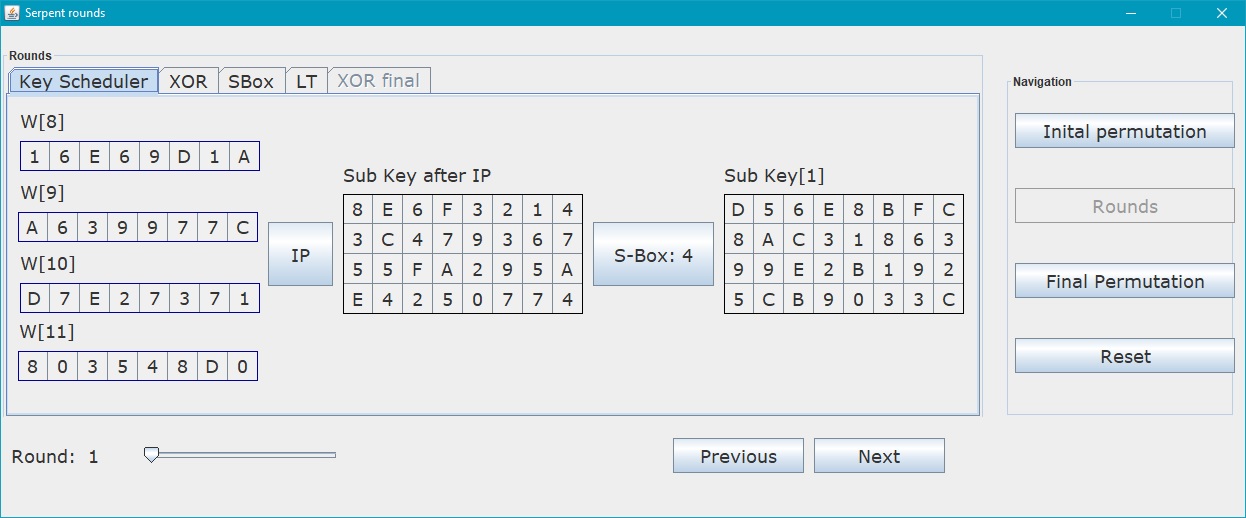 Serpent rounds
Rounds
Key Scheduler XOR SBox LT XOR final
W[8]
1 6 E 6 9 D 1 A
W[9]
A 6 3 9 9 7 7 C
W[10]
D 7 E 2 7 3 7 1
W[11]
8 0 3 5 4 8 D 0
IP
Sub Key after IP
8 E 6 F 3 2 1 4
3 C 4 7 9 3 6 7
5 5 F A 2 9 5 A
E 4 2 5 0 7 7 4
S-Box: 4
Sub Key[1]
D 5 6 E 8 B F C
8 A C 3 1 8 6 3
9 9 E 2 B 1 9 2
5 C B 9 0 3 3 C
Navigation
Inital permutation
Rounds
Final Permutation
Reset
Round: 1
Previous
Next